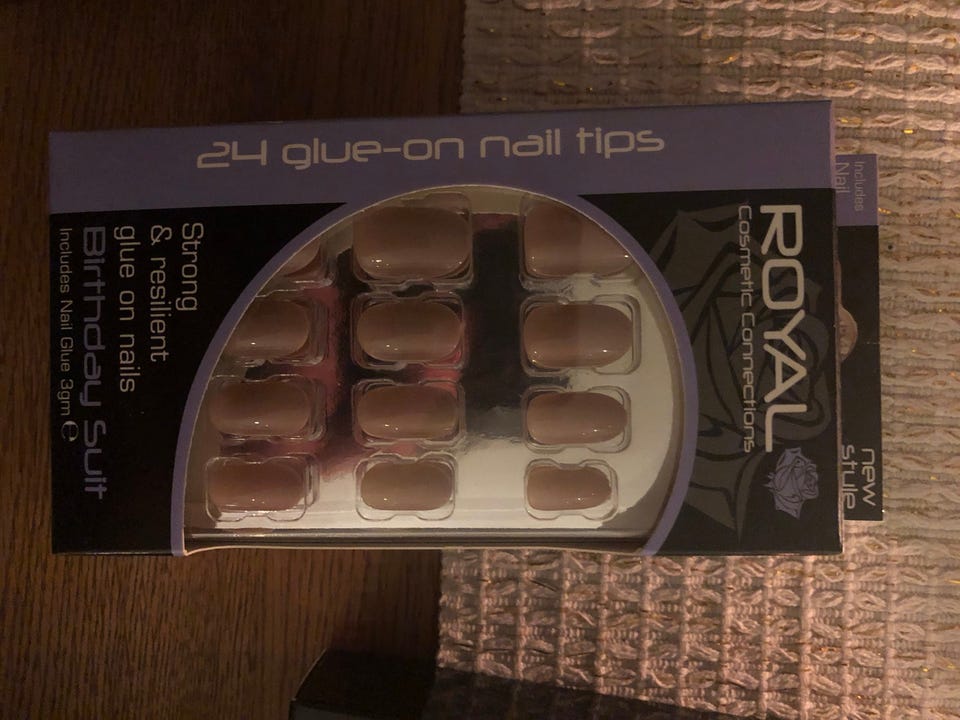 Includes
Nail
new
style
ROYAL
Cosmetic Connections
24 glue-on nail tips
Strong
& resilient
glue on nails
Birthday Suit
Includes Nail Glue 3gm ℮